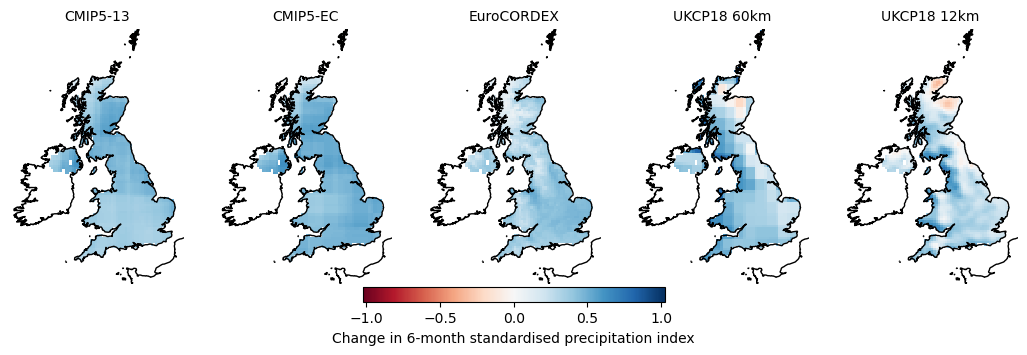 CMIP5-13 CMIP5-EC EuroCORDEX UKCP18 60km UKCP18 12km
−1.0 −0.5 0.0 0.5 1.0
Change in 6-month standardised precipitation index